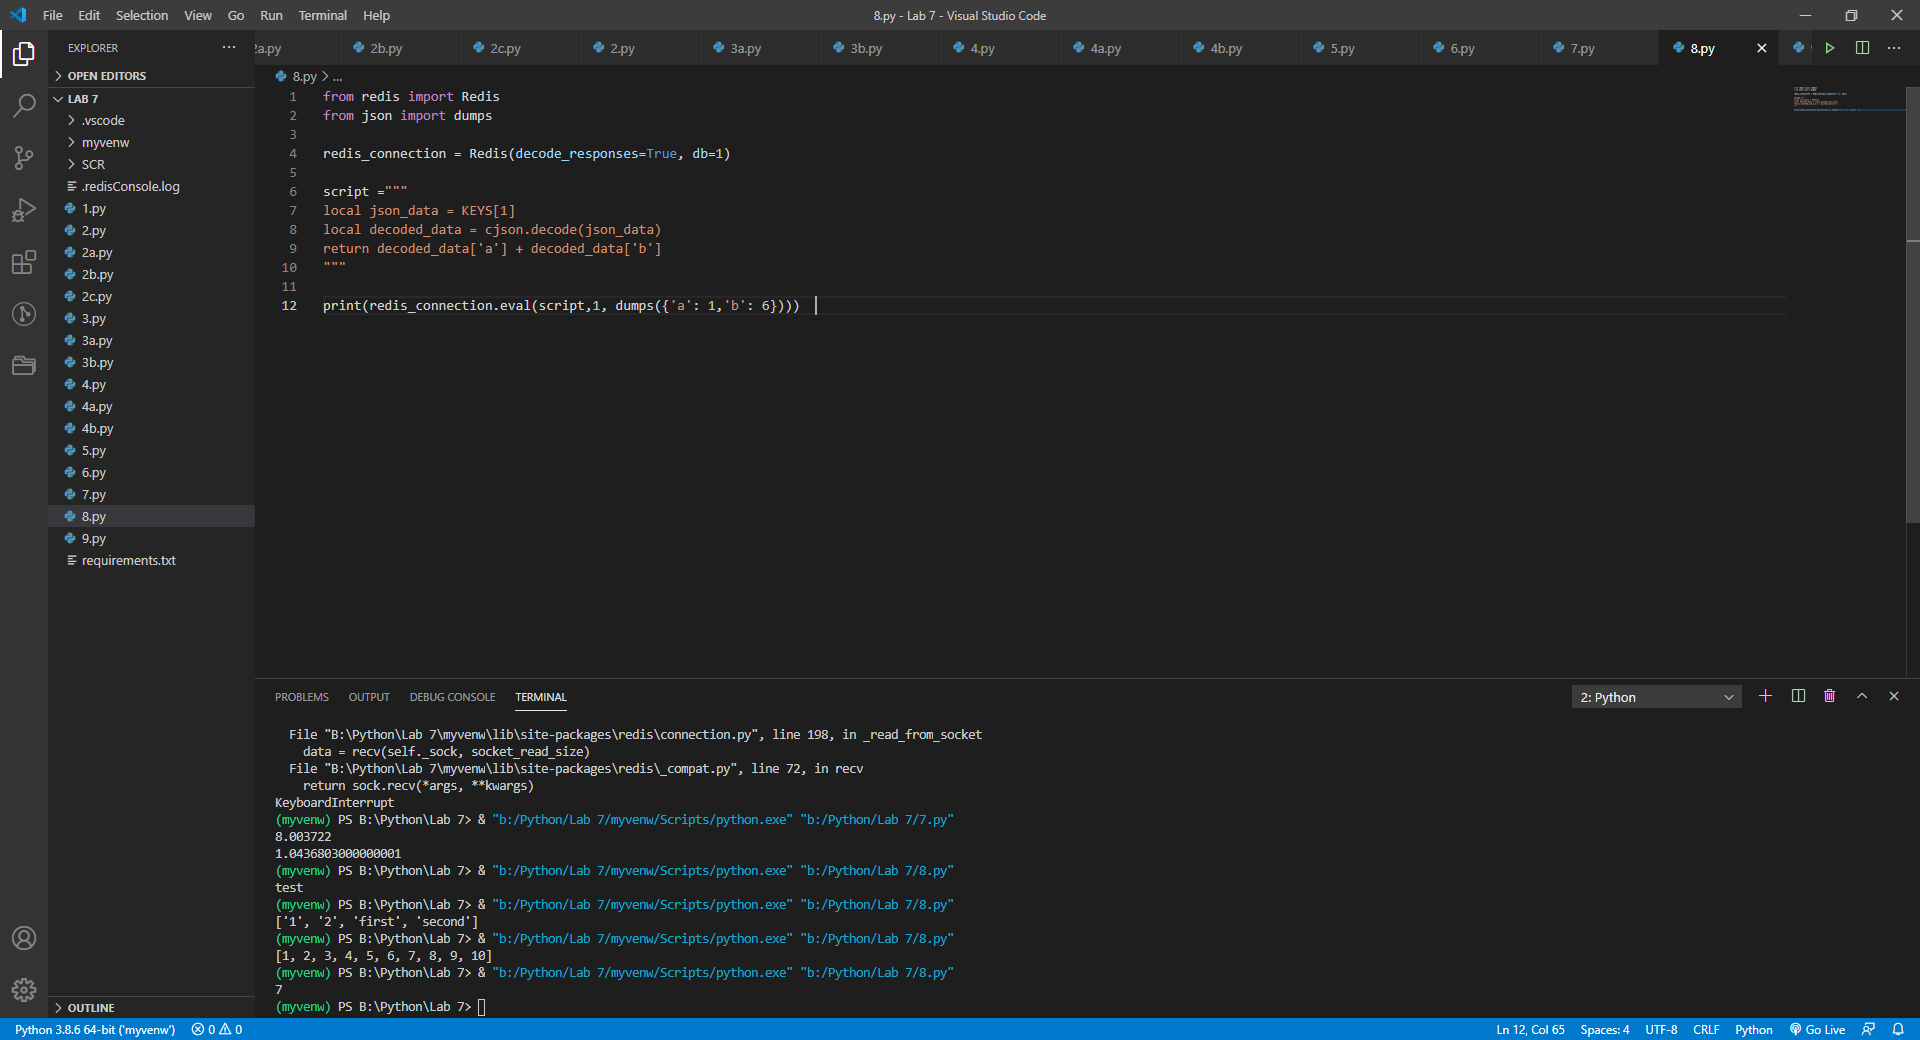 File Edit Selection View Go Run Terminal Help
8.py - Lab 7 - Visual Studio Code
EXPLORER
OPEN EDITORS
LAB 7
.vscode
myvenw
SCR
.redisConsole.log
1.py
2.py
2a.py
2b.py
2c.py
3.py
3a.py
3b.py
4.py
4a.py
4b.py
5.py
6.py
7.py
8.py
9.py
requirements.txt
OUTLINE
2a.py 2b.py 2c.py 2.py 3a.py 3b.py 4.py 4a.py 4b.py 5.py 6.py 7.py 8.py
8.py > ...
1 from redis import Redis
2 from json import dumps
3
4 redis_connection = Redis(decode_responses=True, db=1)
5
6 script ="""
7 local json_data = KEYS[1]
8 local decoded_data = cjson.decode(json_data)
9 return decoded_data['a'] + decoded_data['b']
10 """
11
12 print(redis_connection.eval(script,1, dumps({'a': 1,'b': 6})))
PROBLEMS OUTPUT DEBUG CONSOLE TERMINAL
2: Python
File "B:\Python\Lab 7\myvenw\lib\site-packages\redis\connection.py", line 198, in _read_from_socket
data = recv(self._sock, socket_read_size)
File "B:\Python\Lab 7\myvenw\lib\site-packages\redis\_compat.py", line 72, in recv
return sock.recv(*args, **kwargs)
KeyboardInterrupt
(myvenw) PS B:\Python\Lab 7> & "b:/Python/Lab 7/myvenw/Scripts/python.exe" "b:/Python/Lab 7/7.py"
8.003722
1.0436803000000001
(myvenw) PS B:\Python\Lab 7> & "b:/Python/Lab 7/myvenw/Scripts/python.exe" "b:/Python/Lab 7/8.py"
test
(myvenw) PS B:\Python\Lab 7> & "b:/Python/Lab 7/myvenw/Scripts/python.exe" "b:/Python/Lab 7/8.py"
['1', '2', 'first', 'second']
(myvenw) PS B:\Python\Lab 7> & "b:/Python/Lab 7/myvenw/Scripts/python.exe" "b:/Python/Lab 7/8.py"
[1, 2, 3, 4, 5, 6, 7, 8, 9, 10]
(myvenw) PS B:\Python\Lab 7> & "b:/Python/Lab 7/myvenw/Scripts/python.exe" "b:/Python/Lab 7/8.py"
7
(myvenw) PS B:\Python\Lab 7>
Python 3.8.6 64-bit ('myvenw') 0 0
Ln 12, Col 65 Spaces: 4 UTF-8 CRLF Python Go Live